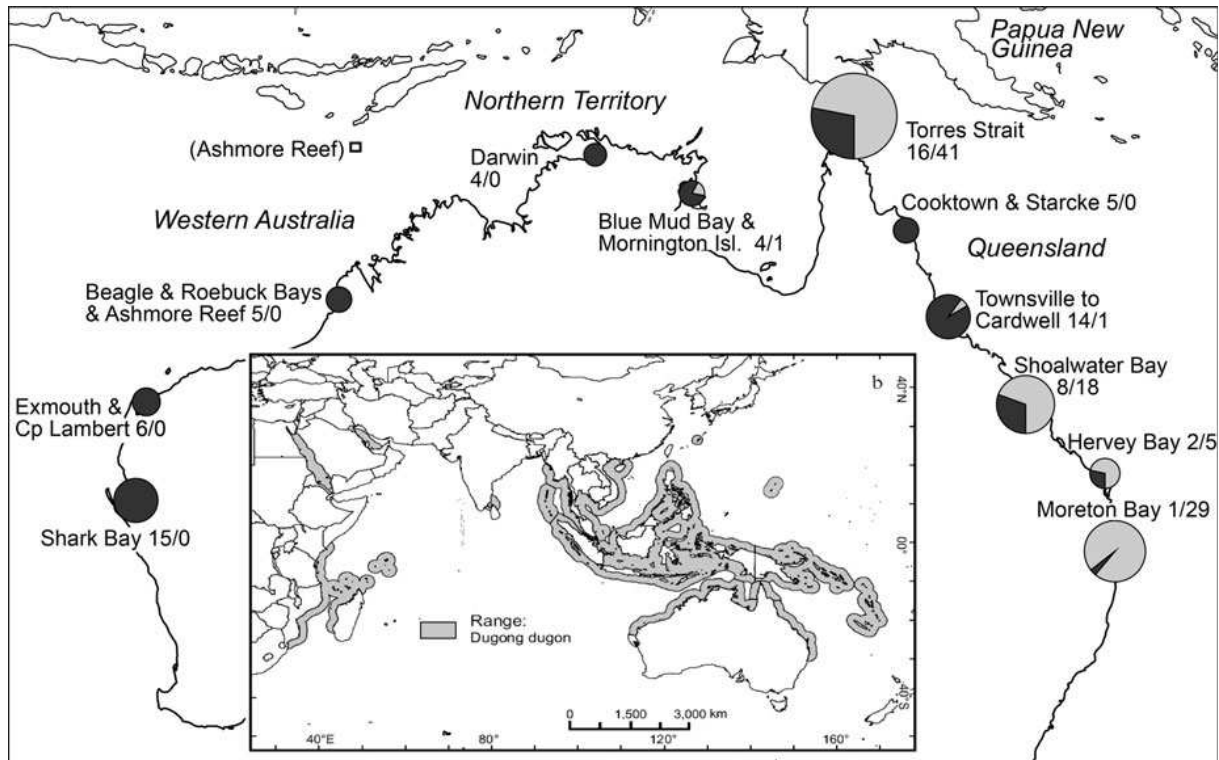 Papua New
Guinea
Northern Territory
(Ashmore Reef)
Darwin
4/0
Torres Strait
16/41
Western Australia
Blue Mud Bay &
Mornington Isl. 4/1
Cooktown & Starcke 5/0
Queensland
Beagle & Roebuck Bays
& Ashmore Reef 5/0
Townsville to
Cardwell 14/1
Shoalwater Bay
8/18
Exmouth &
Cp Lambert 6/0
Hervey Bay 2/5
Moreton Bay 1/29
Shark Bay 15/0
b
40°N
00°
40°S
Range:
Dugong dugon
0 1,500 3,000 km
40°E 80° 120° 160°